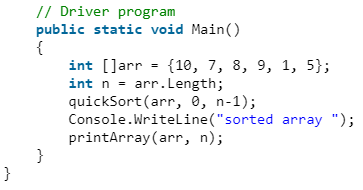 // Driver program
public static void Main()
{
int []arr = {10, 7, 8, 9, 1, 5};
int n = arr.Length;
quickSort(arr, 0, n-1);
Console.WriteLine("sorted array ");
printArray(arr, n);
}
}